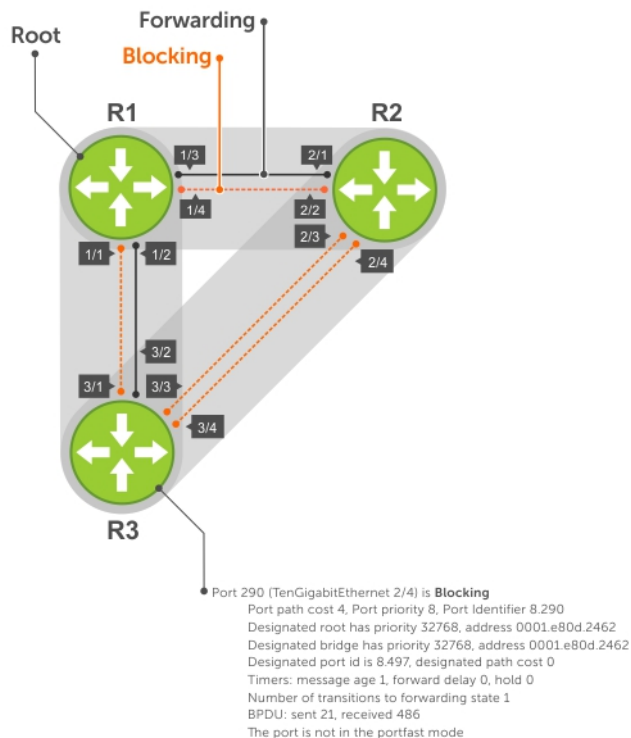 Forwarding
Root
Blocking
R1
R2
1/3
2/1
1/4
2/2
2/3
1/1
1/2
2/4
3/2
3/1
3/3
3/4
R3
Port 290 (TenGigabitEthernet 2/4) is Blocking
Port path cost 4, Port priority 8, Port Identifier 8.290
Designated root has priority 32768, address 0001.e80d.2462
Designated bridge has priority 32768, address 0001.e80d.2462
Designated port id is 8.497, designated path cost 0
Timers: message age 1, forward delay 0, hold 0
Number of transitions to forwarding state 1
BPDU: sent 21, received 486
The port is not in the portfast mode